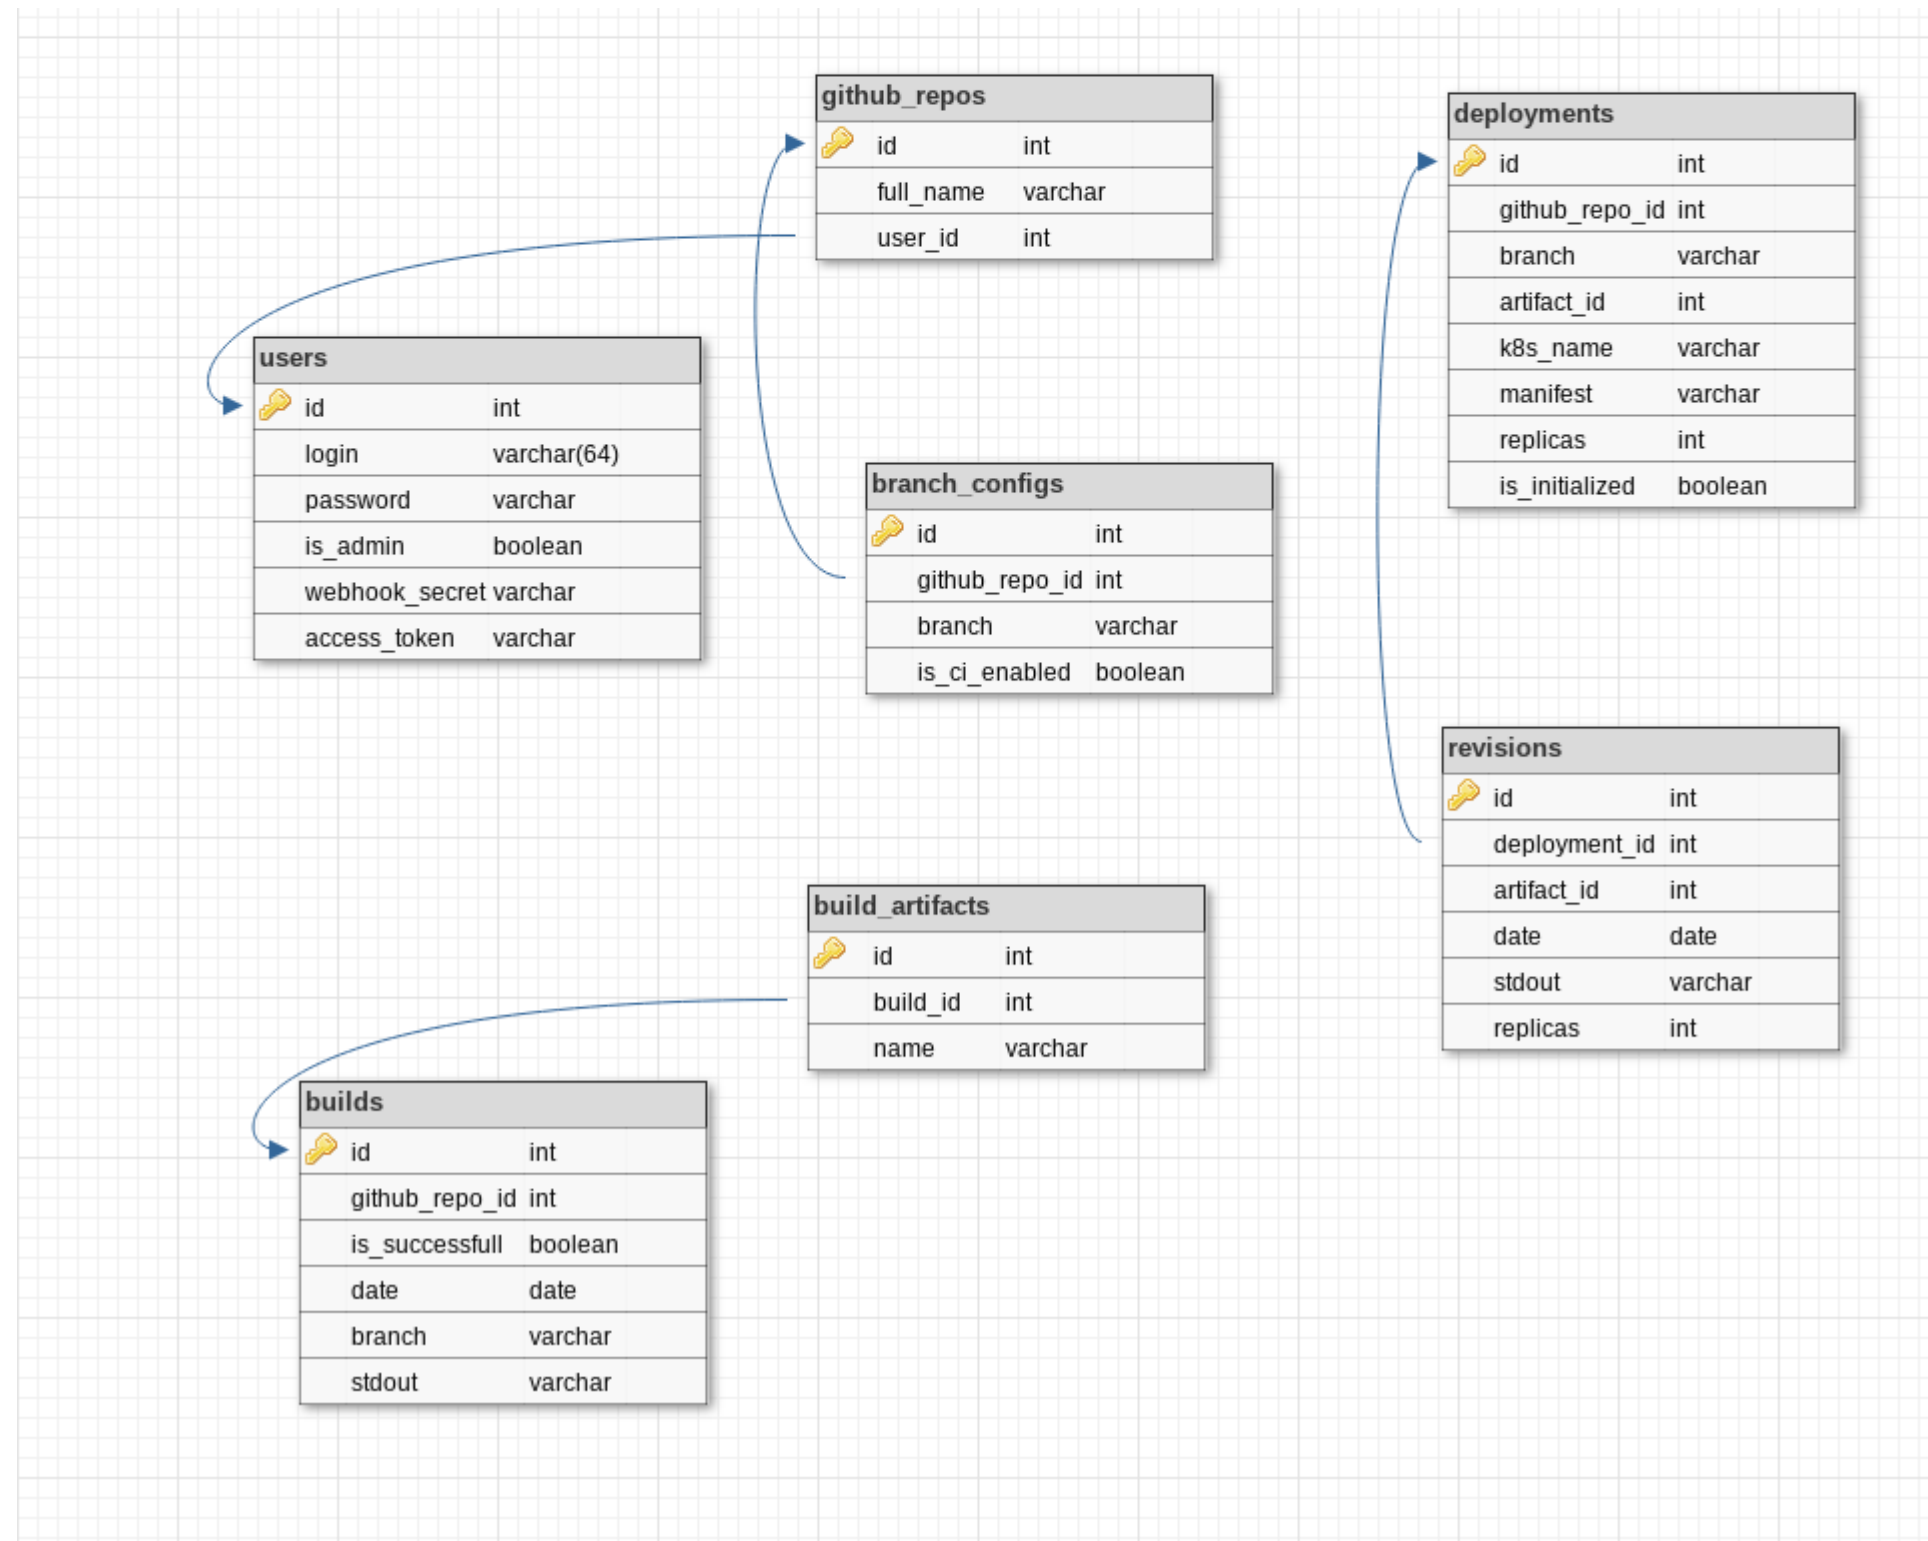 github_repos
id int
full_name varchar
user_id int
deployments
id int
github_repo_id int
branch varchar
artifact_id int
k8s_name varchar
manifest varchar
replicas int
is_initialized boolean
users
id int
login varchar(64)
password varchar
is_admin boolean
webhook_secret varchar
access_token varchar
branch_configs
id int
github_repo_id int
branch varchar
is_ci_enabled boolean
revisions
id int
deployment_id int
artifact_id int
date date
stdout varchar
replicas int
build_artifacts
id int
build_id int
name varchar
builds
id int
github_repo_id int
is_successfull boolean
date date
branch varchar
stdout varchar